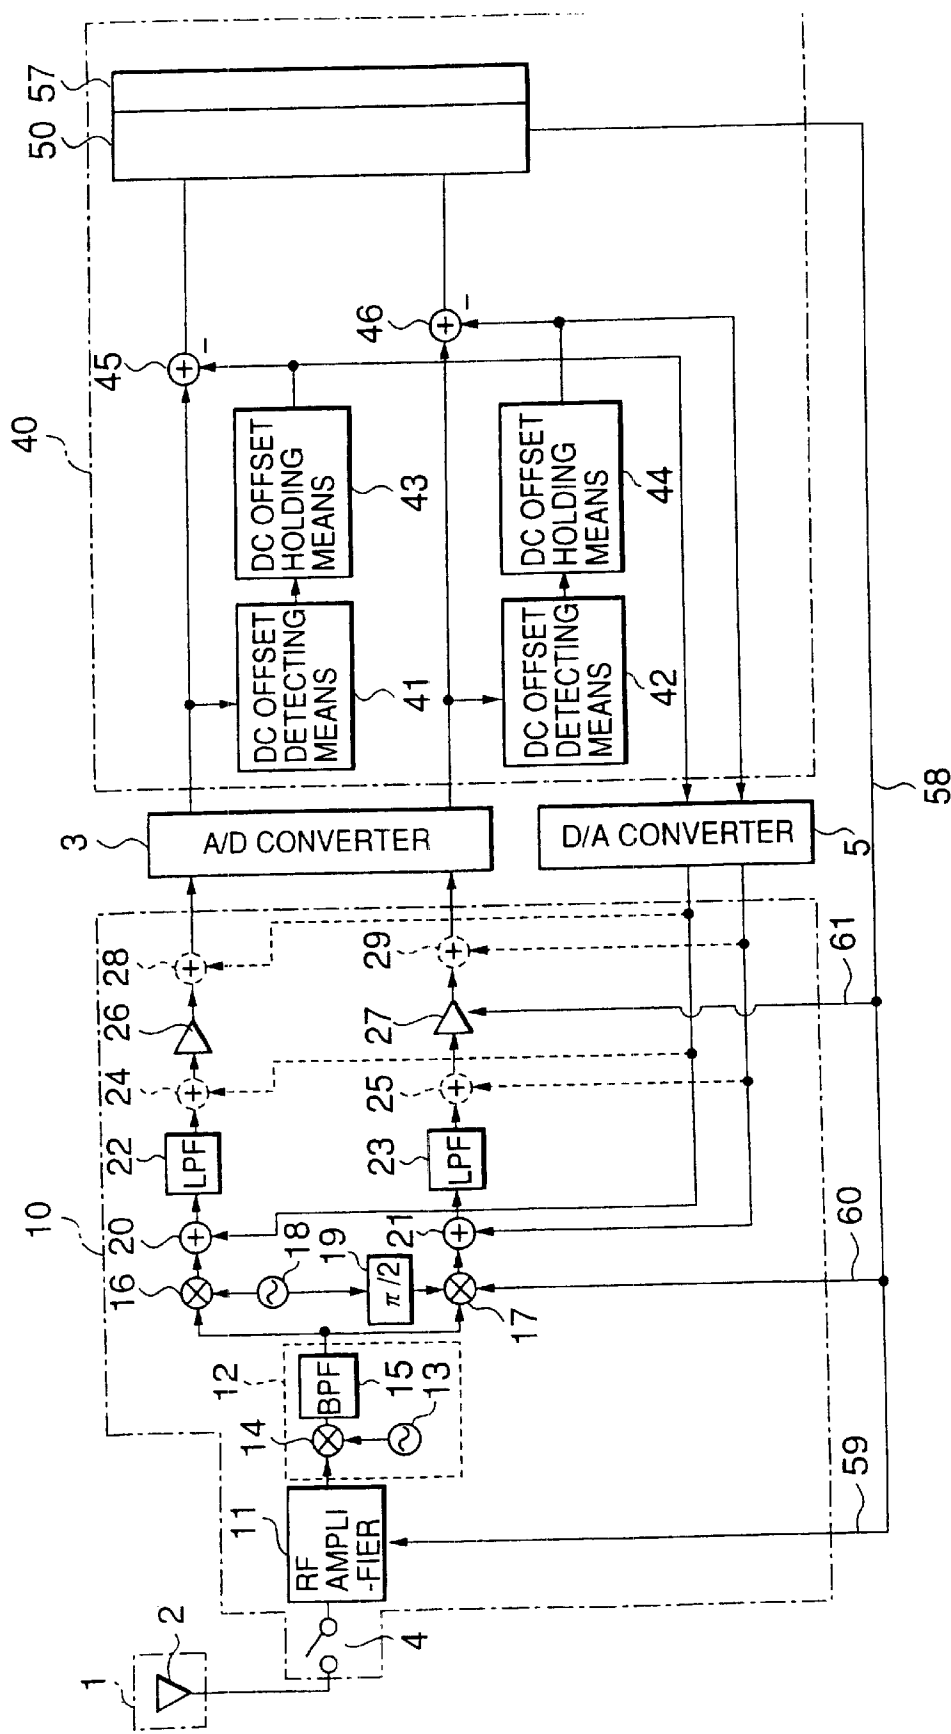 1
2
4
10
11
RF
AMPLI
-FIER
12
14
BPF
15
13
16
18
19
π/2
17
20
21
22
LPF
23
LPF
24
25
26
27
28
29
3
A/D CONVERTER
D/A CONVERTER
5
40
DC OFFSET
DETECTING
MEANS
41
DC OFFSET
HOLDING
MEANS
43
DC OFFSET
DETECTING
MEANS
42
DC OFFSET
HOLDING
MEANS
44
45
−
46
−
50
57
58
59
60
61